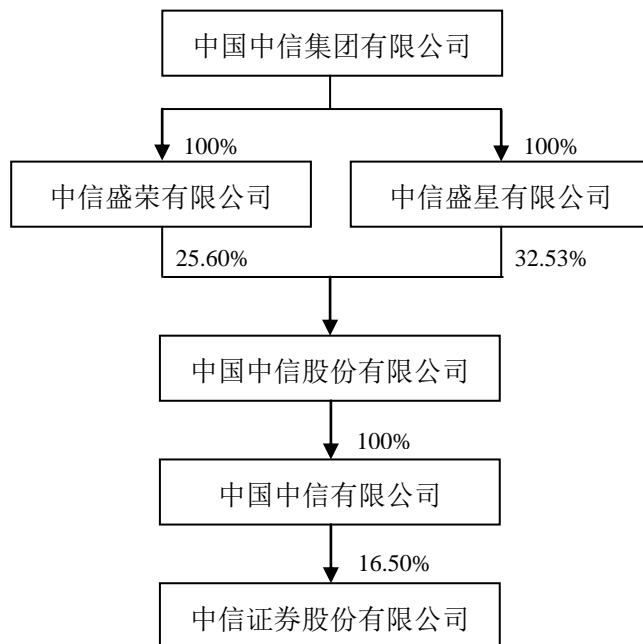 中国中信集团有限公司
100%
100%
中信盛荣有限公司
中信盛星有限公司
25.60%
32.53%
中国中信股份有限公司
100%
中国中信有限公司
16.50%
中信证券股份有限公司